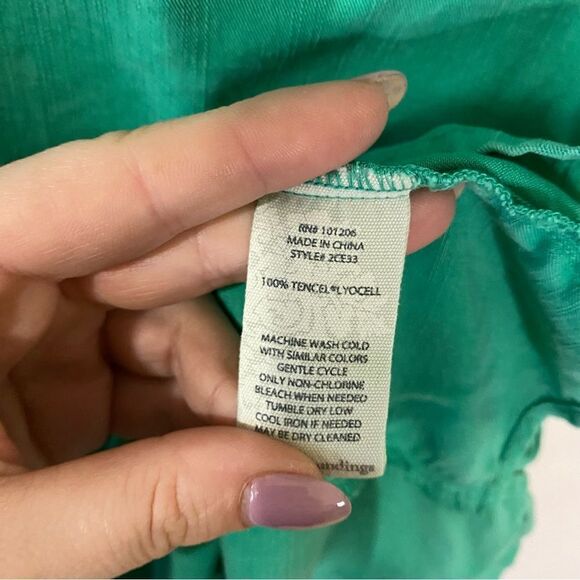 RN# 101206
MADE IN CHINA
STYLE# 2CE33
100% TENCEL®LYOCELL
MACHINE WASH COLD
WITH SIMILAR COLORS
GENTLE CYCLE
ONLY NON-CHLORINE
BLEACH WHEN NEEDED
TUMBLE DRY LOW
COOL IRON IF NEEDED
MAY BE DRY CLEANED